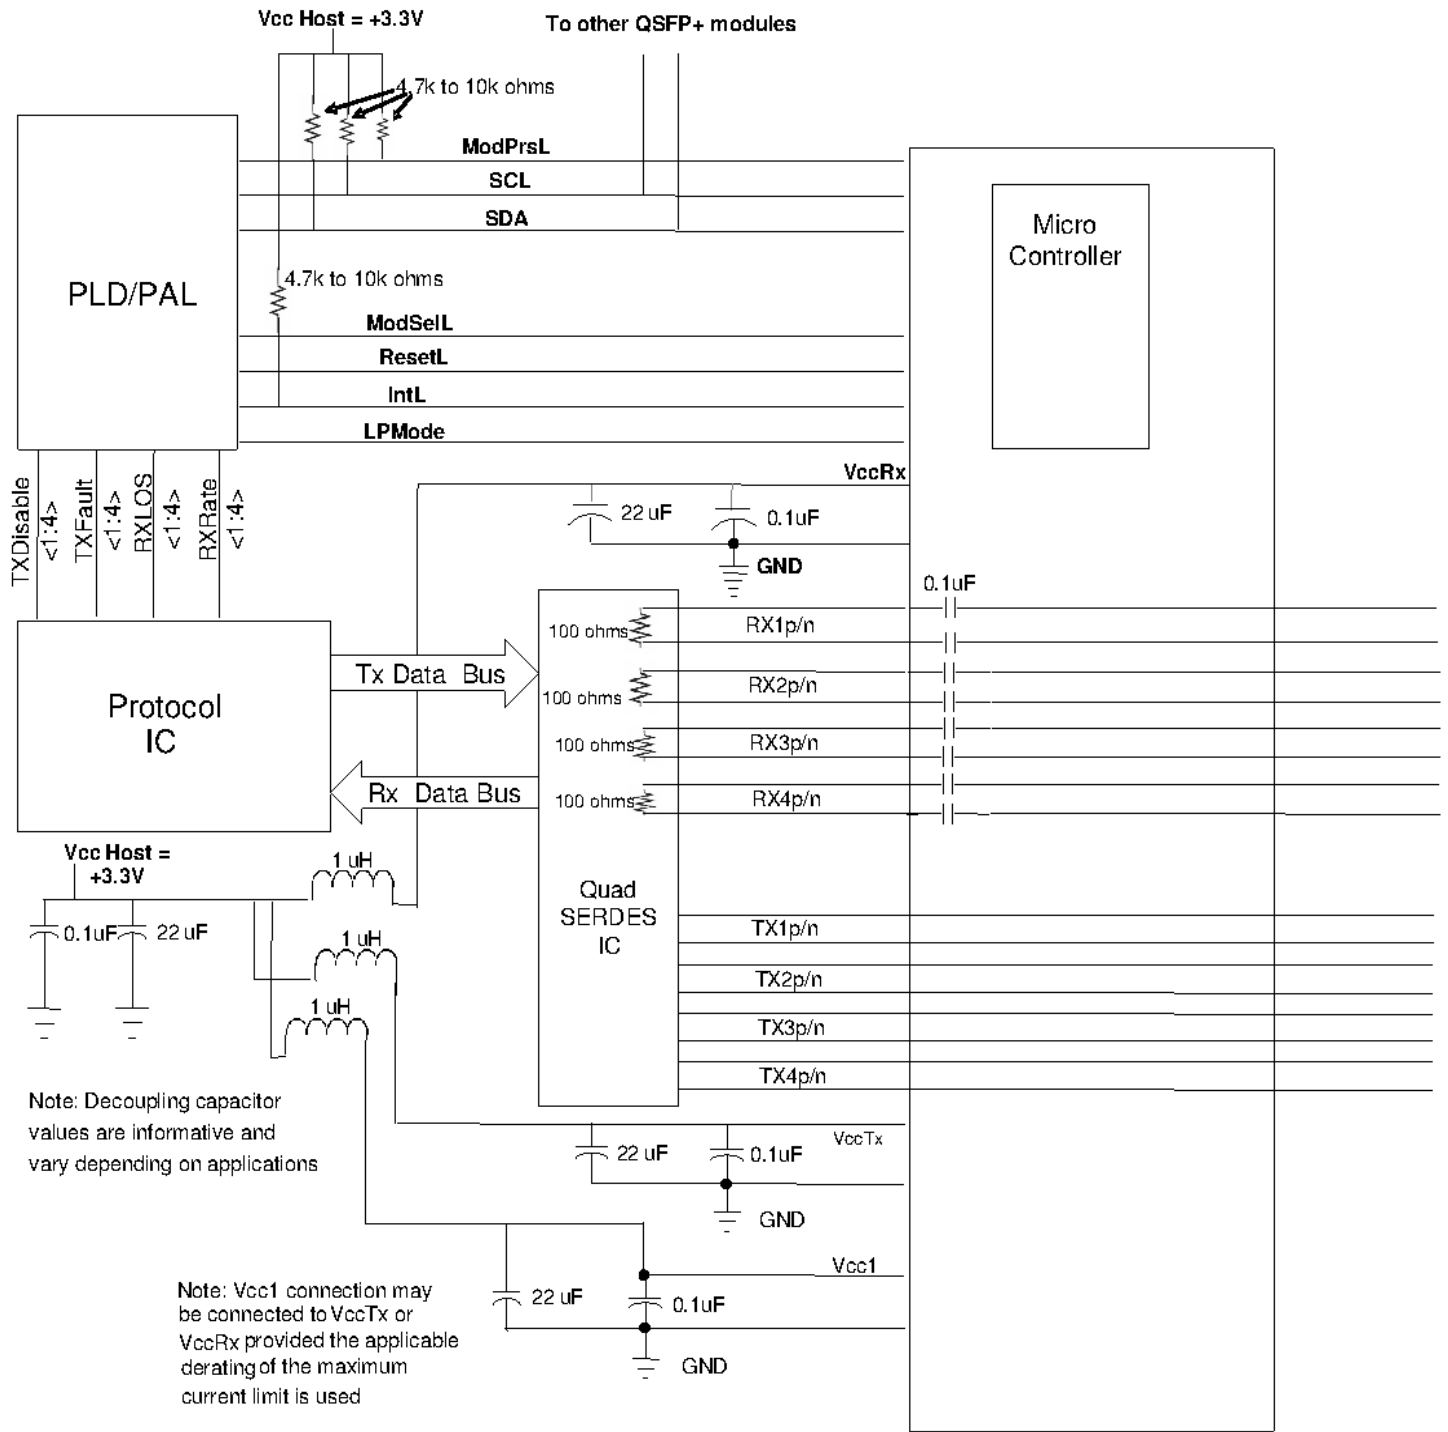 Vcc Host = +3.3V
To other QSFP+ modules
4.7k to 10k ohms
ModPrsL
SCL
SDA
Micro
Controller
PLD/PAL
4.7k to 10k ohms
ModSelL
ResetL
IntL
LPMode
VccRx
TXDisable
<1:4>
TXFault
<1:4>
RXLOS
<1:4>
RXRate
<1:4>
22 uF
0.1uF
GND
0.1uF
100 ohms
RX1p/n
Tx Data Bus
100 ohms
RX2p/n
Protocol
IC
100 ohms
RX3p/n
Rx Data Bus
100 ohms
RX4p/n
Vcc Host =
+3.3V
1 uH
0.1uF
22 uF
1 uH
1 uH
Quad
SERDES
IC
TX1p/n
TX2p/n
TX3p/n
TX4p/n
Note: Decoupling capacitor
values are informative and
vary depending on applications
VccTx
22 uF
0.1uF
GND
Vcc1
22 uF
0.1uF
GND
Note: Vcc1 connection may
be connected to VccTx or
VccRx provided the applicable
derating of the maximum
current limit is used